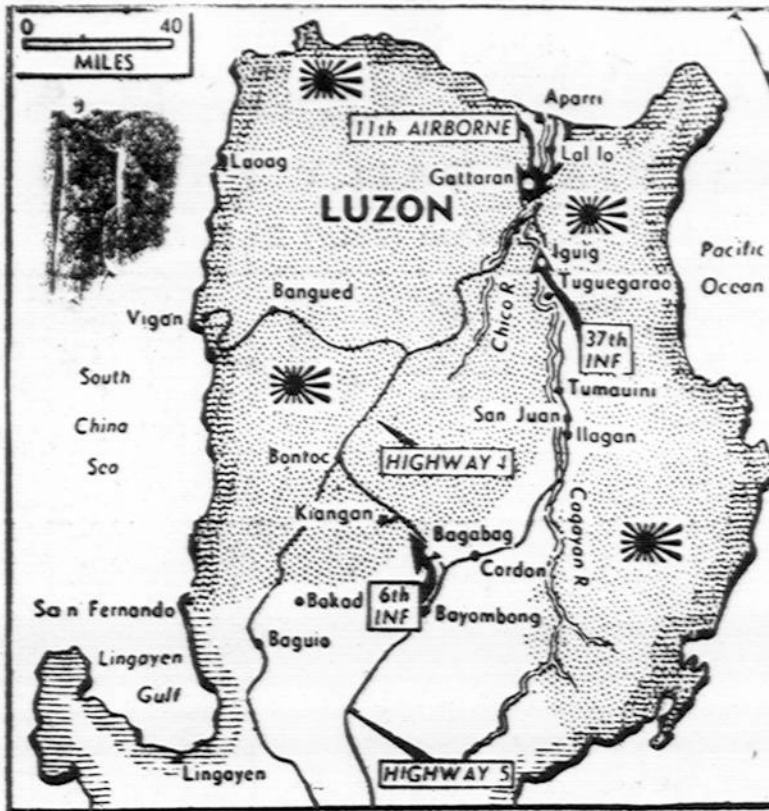 0 40
MILES
Aparri
11th AIRBORNE
Lal lo
Laoag
Gattaran
LUZON
Iguig
Pacific
Ocean
Tuguegarao
Bangued
Chico R.
Vigan
37th
INF
South
China
Sea
Tumauini
San Juan
Ilagan
Bontoc
HIGHWAY 4
Kiangan
Cagayan R.
Bagabag
Cordon
6th
INF
Bokod
San Fernando
Bayombong
Baguio
Lingayen
Gulf
Lingayen
HIGHWAY 5